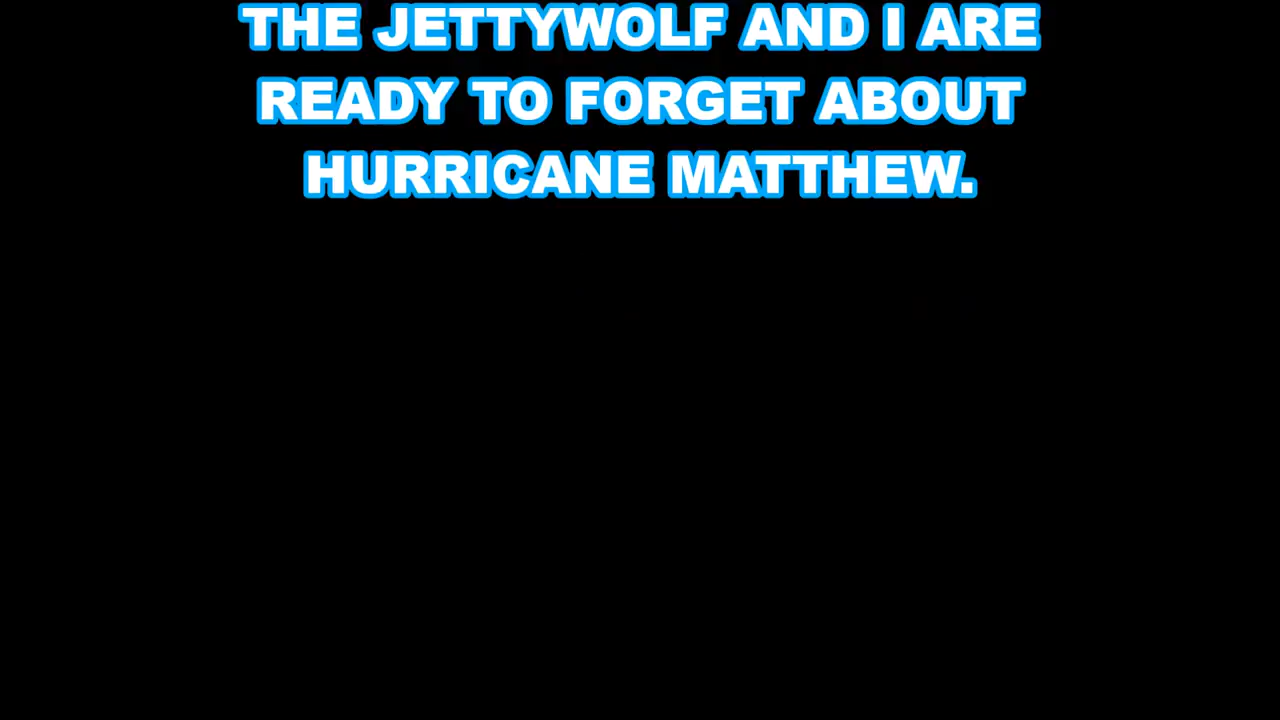 THE JETTYWOLF AND I ARE
READY TO FORGET ABOUT
HURRICANE MATTHEW.